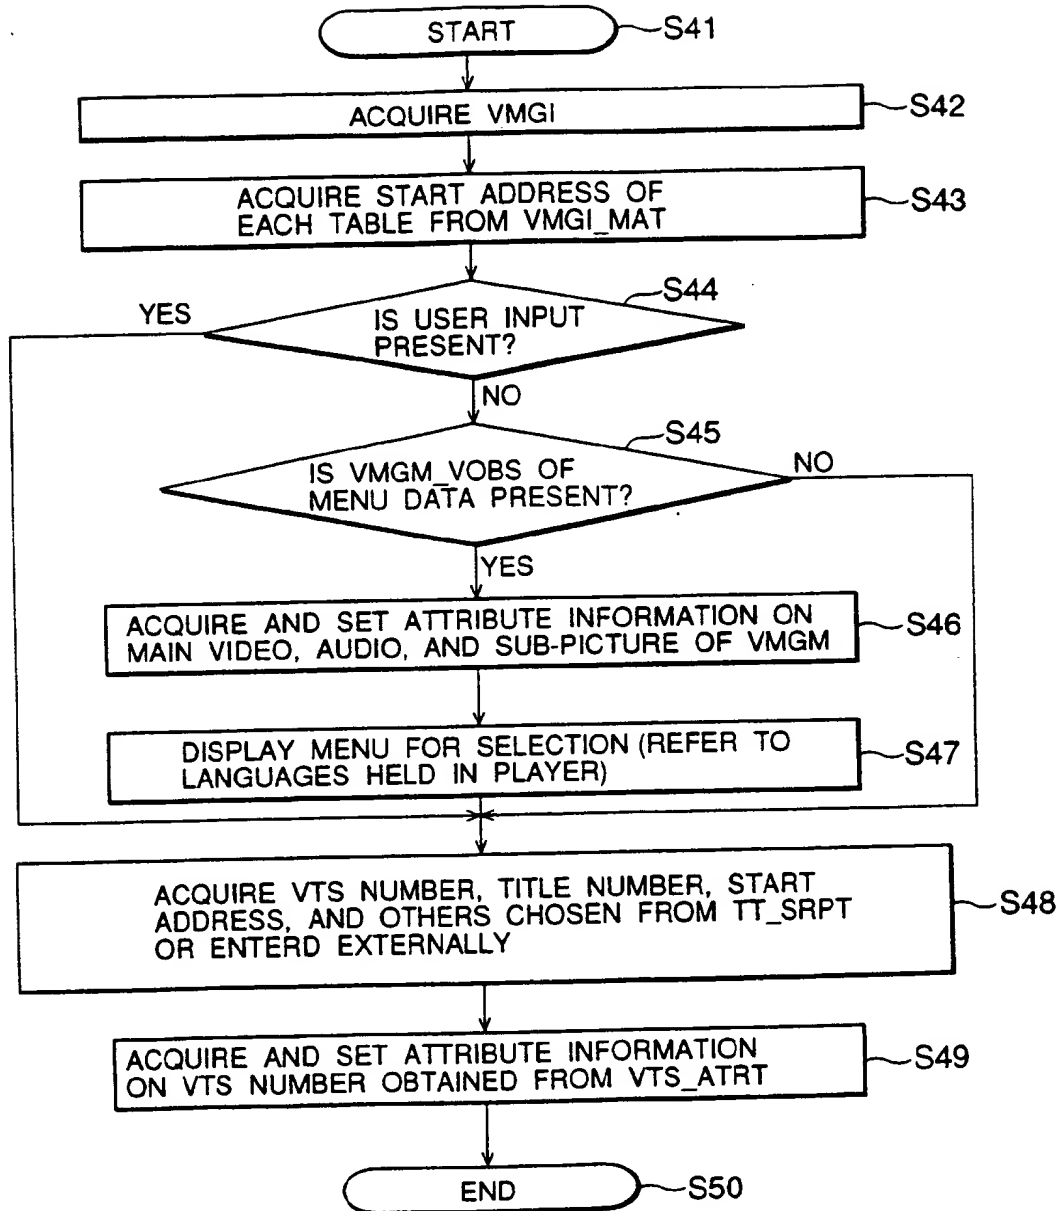 START
S41
ACQUIRE VMGI
S42
ACQUIRE START ADDRESS OF
EACH TABLE FROM VMGI_MAT
S43
S44
YES
IS USER INPUT
PRESENT?
NO
S45
IS VMGM_VOBS OF
MENU DATA PRESENT?
NO
YES
ACQUIRE AND SET ATTRIBUTE INFORMATION ON
MAIN VIDEO, AUDIO, AND SUB-PICTURE OF VMGM
S46
DISPLAY MENU FOR SELECTION (REFER TO
LANGUAGES HELD IN PLAYER)
S47
ACQUIRE VTS NUMBER, TITLE NUMBER, START
ADDRESS, AND OTHERS CHOSEN FROM TT_SRPT
OR ENTERD EXTERNALLY
S48
ACQUIRE AND SET ATTRIBUTE INFORMATION
ON VTS NUMBER OBTAINED FROM VTS_ATRT
S49
END
S50